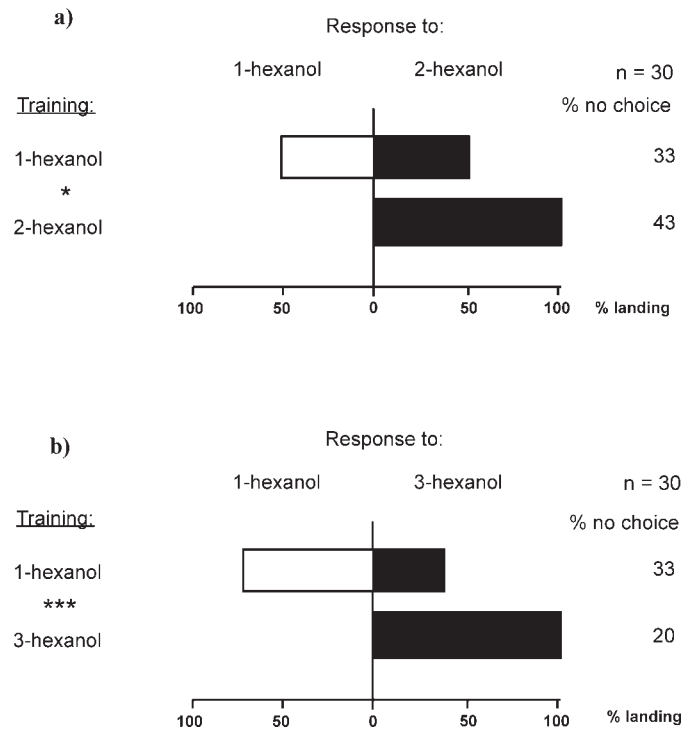 a)
Response to:
1-hexanol 2-hexanol n = 30
Training: % no choice
1-hexanol 33
*
2-hexanol 43
100 50 0 50 100 % landing
b)
Response to:
1-hexanol 3-hexanol n = 30
Training: % no choice
1-hexanol 33
***
3-hexanol 20
100 50 0 50 100 % landing